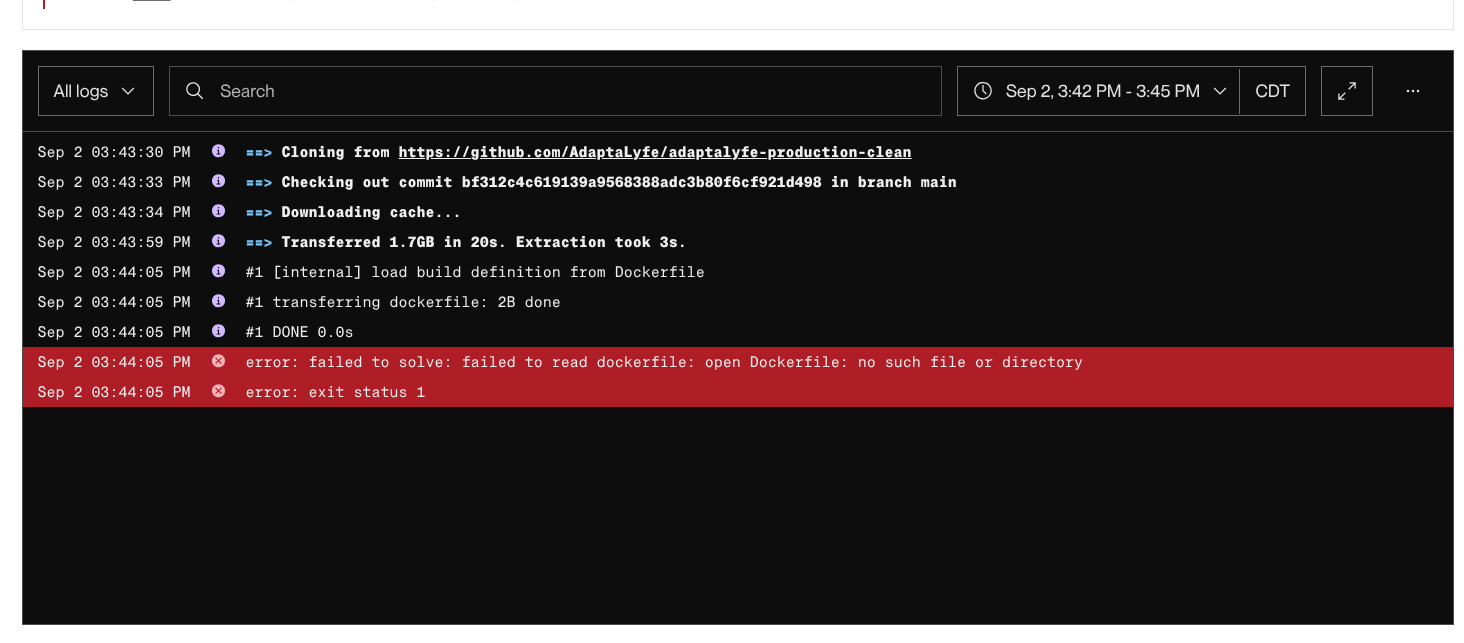 All logs
Search
Sep 2, 3:42 PM - 3:45 PM
CDT
Sep 2 03:43:30 PM ==> Cloning from https://github.com/AdaptaLyfe/adaptalyfe-production-clean
Sep 2 03:43:33 PM ==> Checking out commit bf312c4c619139a9568388adc3b80f6cf921d498 in branch main
Sep 2 03:43:34 PM ==> Downloading cache...
Sep 2 03:43:59 PM ==> Transferred 1.7GB in 20s. Extraction took 3s.
Sep 2 03:44:05 PM #1 [internal] load build definition from Dockerfile
Sep 2 03:44:05 PM #1 transferring dockerfile: 2B done
Sep 2 03:44:05 PM #1 DONE 0.0s
Sep 2 03:44:05 PM error: failed to solve: failed to read dockerfile: open Dockerfile: no such file or directory
Sep 2 03:44:05 PM error: exit status 1